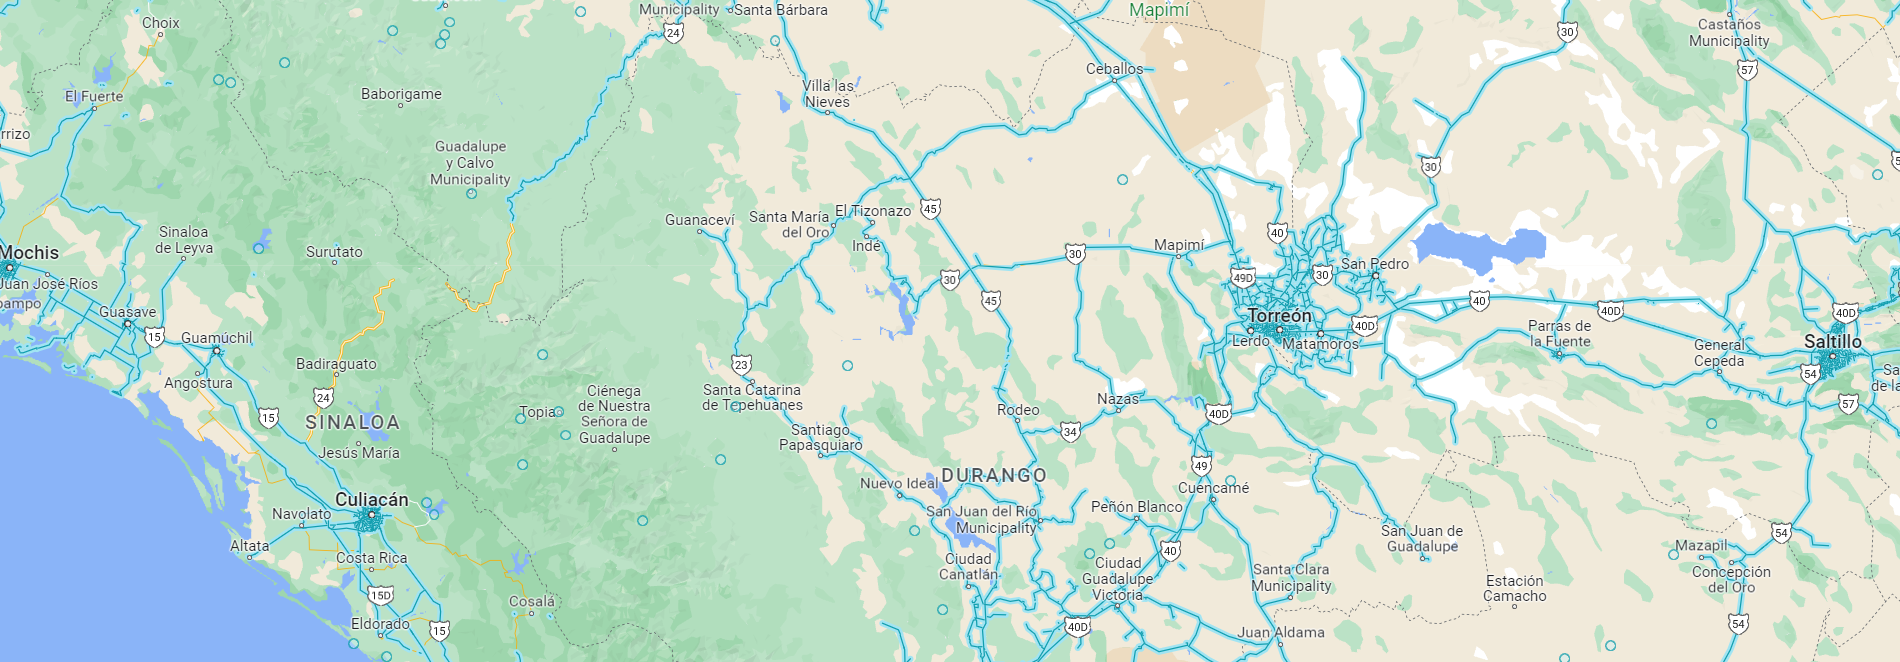 Municipality
Santa Bárbara
Mapimí
Choix
24
30
Castaños
Municipality
57
Ceballos
El Fuerte
Baborigame
Villa las
Nieves
rrizo
Guadalupe
y Calvo
Municipality
30
Guanaceví
Santa María
del Oro
El Tizonazo
Indé
45
40
Sinaloa
de Leyva
Surutato
Mochis
Juan José Ríos
Mapimí
30
30
49D
30
San Pedro
pampo
Guasave
15
Guamúchil
45
40
40D
40D
Torreón
Lerdo
Matamoros
40D
Parras de
la Fuente
General
Cepeda
Saltillo
54
Badiraguato
Angostura
24
15
SINALOA
Jesús María
23
Santa Catarina
de Tepehuanes
Topia
Ciénega
de Nuestra
Señora de
Guadalupe
Santiago
Papasquiaro
Rodeo
34
Nazas
40D
57
Sa
de la
49
Cuencamé
Nuevo Ideal
DURANGO
San Juan del Río
Municipality
Peñón Blanco
Culiacán
Navolato
Altata
Costa Rica
15D
Eldorado
15
Cosalá
Ciudad
Canatlán
Ciudad
Guadalupe
Victoria
40
40D
San Juan de
Guadalupe
Santa Clara
Municipality
Juan Aldama
Estación
Camacho
54
Mazapil
Concepción
del Oro
54